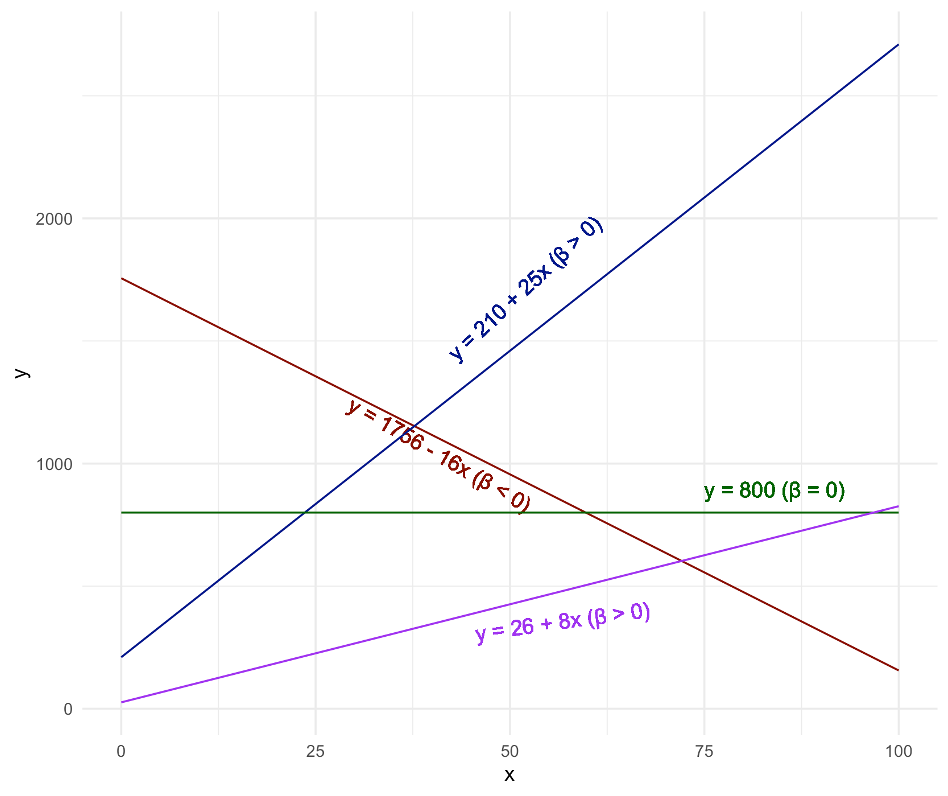 2000
1000
0
y
y = 210 + 25x (β > 0)
y = 1756 - 16x (β < 0)
y = 800 (β = 0)
y = 26 + 8x (β > 0)
0
25
50
75
100
x